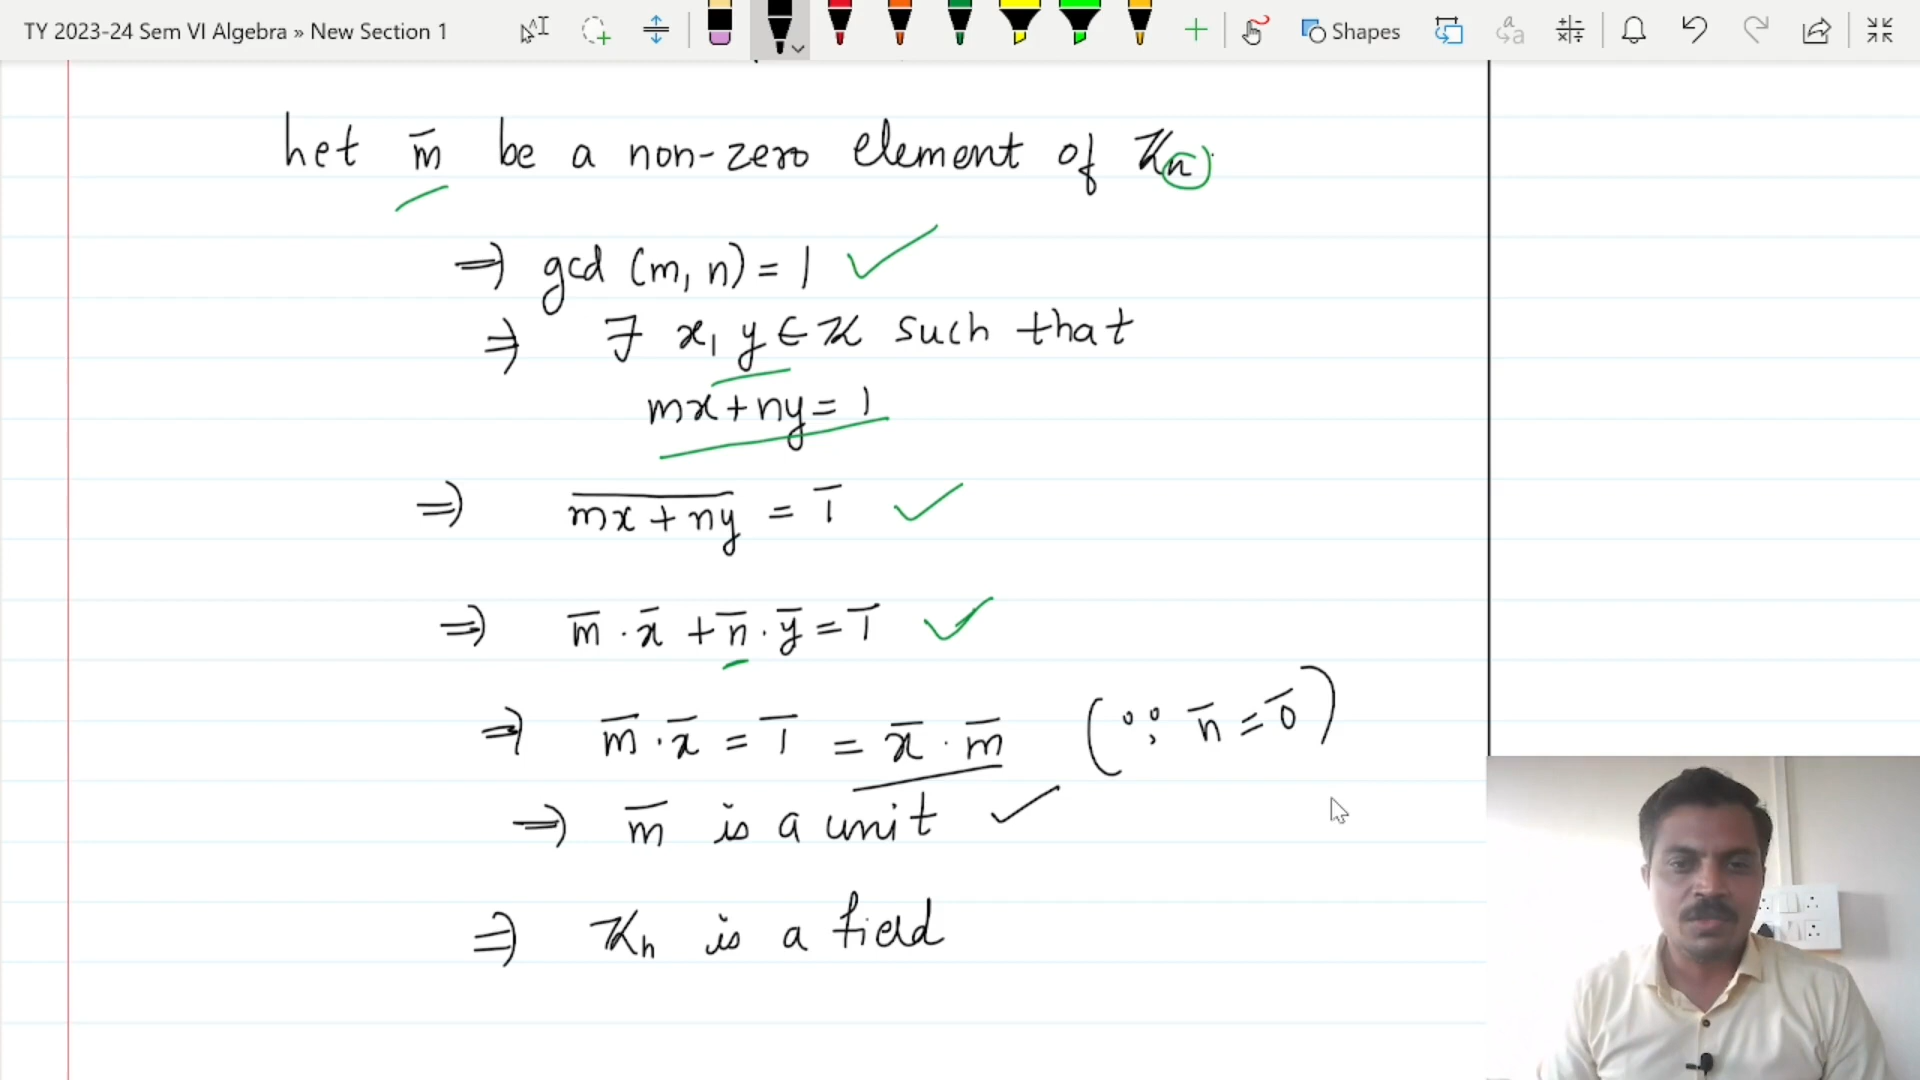 TY 2023-24 Sem VI Algebra » New Section 1
Shapes
Let m̅ be a non-zero element of ℤn.
⇒ gcd (m, n) = 1 ✓
⇒ ∃ x, y ∈ ℤ such that
mx + ny = 1
⇒ \overline{mx + ny} = 1̅ ✓
⇒ m̅ . x̅ + n̅ . y̅ = 1̅ ✓
⇒ m̅ . x̅ = 1̅ = x̅ . m̅ (∵ n̅ = 0̅)
⇒ m̅ is a unit ✓
⇒ ℤn is a field